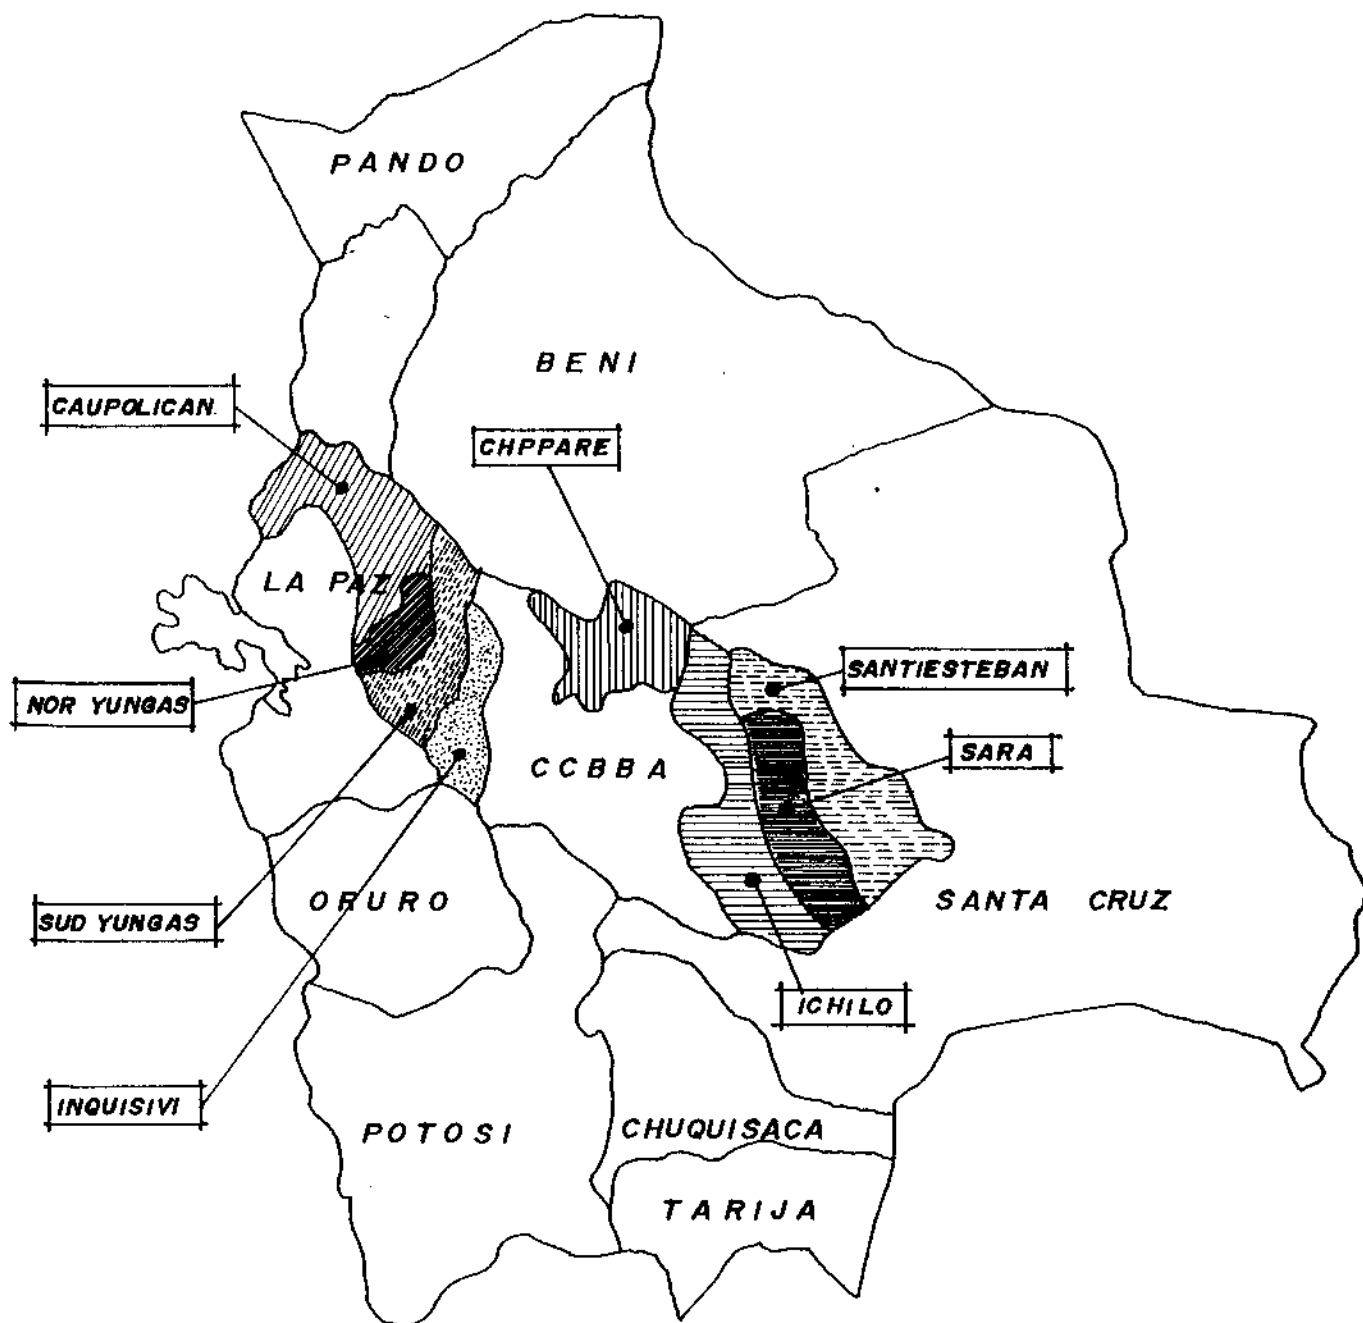 PANDO
BENI
CAUPOLICAN.
CHPPARE
LA PAZ
SANTIESTEBAN
NOR YUNGAS
SARA
CCBBA
ORURO
SANTA CRUZ
SUD YUNGAS
ICHILO
INQUISIVI
POTOSI
CHUQUISACA
TARIJA